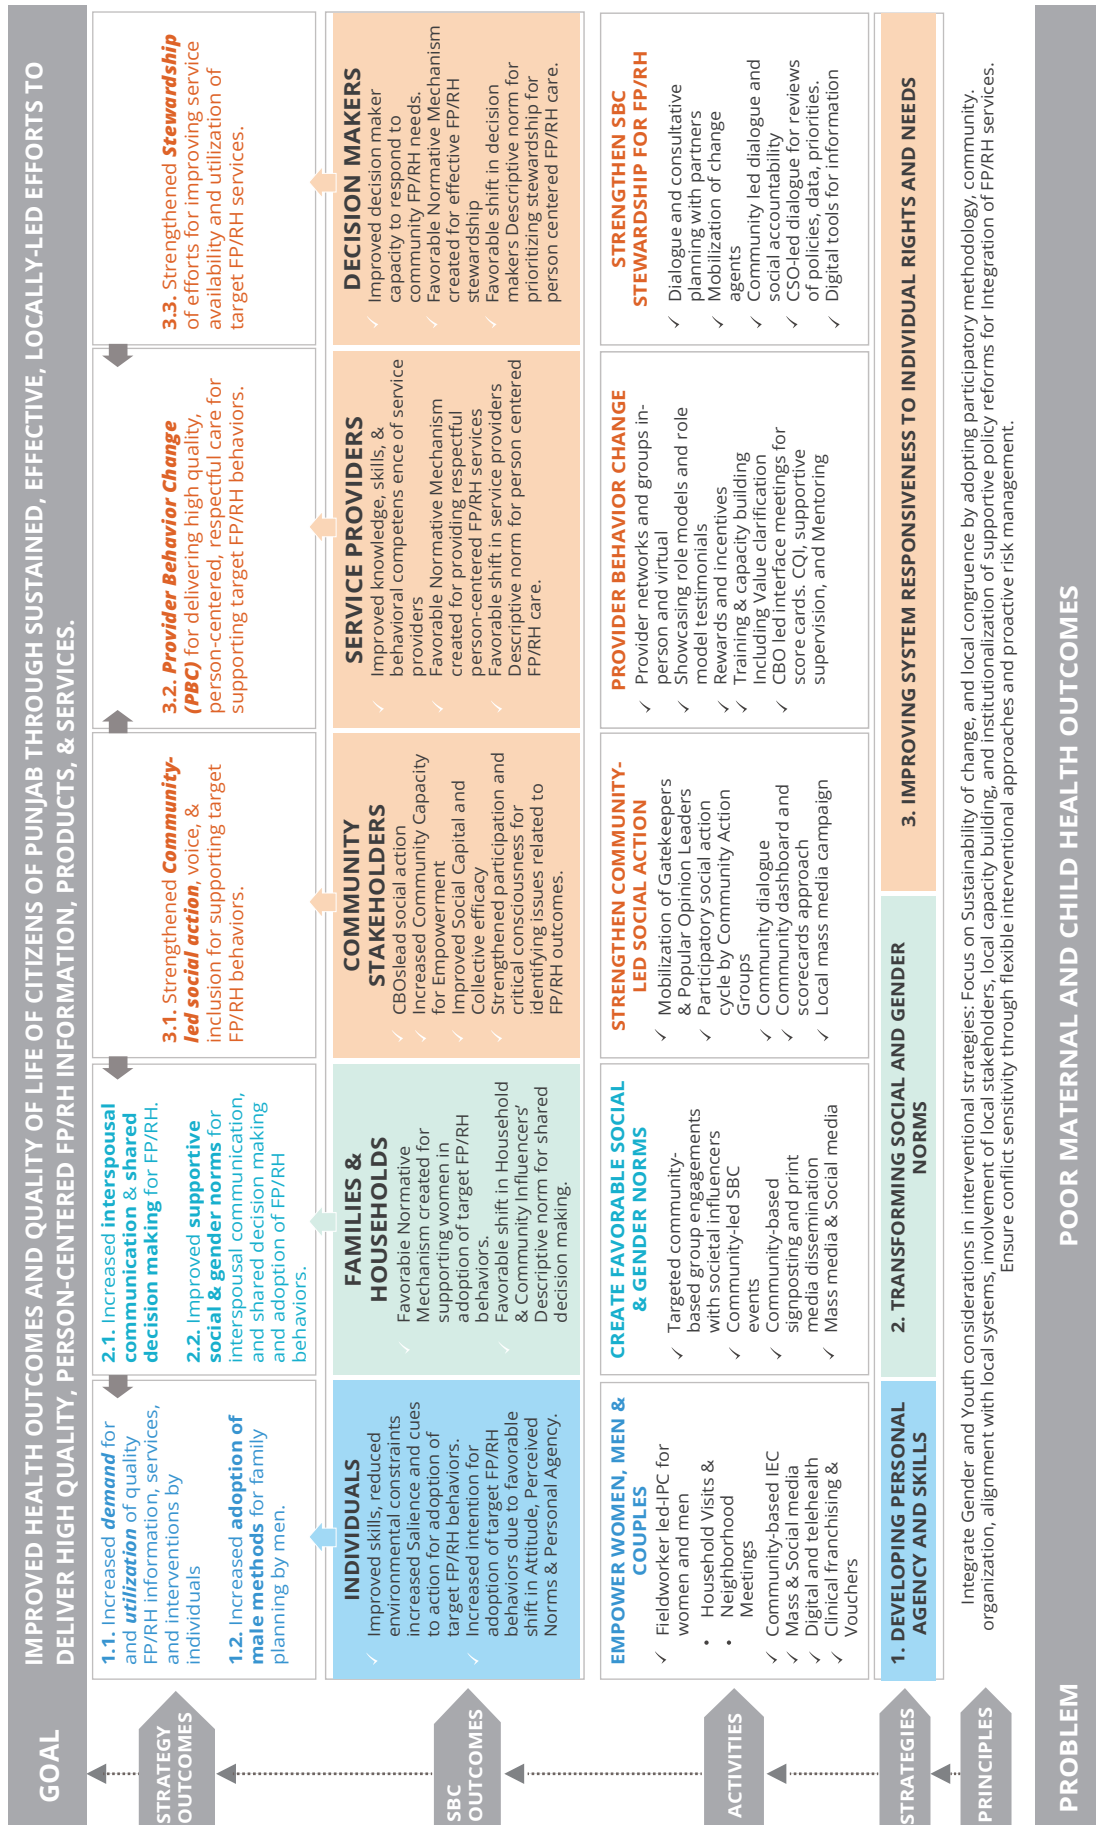 GOAL
IMPROVED HEALTH OUTCOMES AND QUALITY OF LIFE OF CITIZENS OF PUNJAB THROUGH SUSTAINED, EFFECTIVE, LOCALLY-LED EFFORTS TO
DELIVER HIGH QUALITY, PERSON-CENTERED FP/RH INFORMATION, PRODUCTS, & SERVICES.
STRATEGY
OUTCOMES
1.1. Increased demand for
and utilization of quality
FP/RH information, services,
and interventions by
individuals
1.2. Increased adoption of
male methods for family
planning by men.
2.1. Increased interspousal
communication & shared
decision making for FP/RH.
2.2. Improved supportive
social & gender norms for
interspousal communication,
and shared decision making
and adoption of FP/RH
behaviors.
3.1. Strengthened Community-
led social action, voice, &
inclusion for supporting target
FP/RH behaviors.
3.2. Provider Behavior Change
(PBC) for delivering high quality,
person-centered, respectful care for
supporting target FP/RH behaviors.
3.3. Strengthened Stewardship
of efforts for improving service
availability and utilization of
target FP/RH services.
SBC
OUTCOMES
INDIVIDUALS
✓ Improved skills, reduced
environmental constraints
increased Salience and cues
to action for adoption of
target FP/RH behaviors.
✓ Increased intention for
adoption of target FP/RH
behaviors due to favorable
shift in Attitude, Perceived
Norms & Personal Agency.
FAMILIES &
HOUSEHOLDS
✓ Favorable Normative
Mechanism created for
supporting women in
adoption of target FP/RH
behaviors.
✓ Favorable shift in Household
& Community Influencers’
Descriptive norm for shared
decision making.
COMMUNITY
STAKEHOLDERS
✓ CBOslead social action
✓ Increased Community Capacity
for Empowerment
✓ Improved Social Capital and
Collective efficacy
✓ Strengthened participation and
critical consciousness for
identifying issues related to
FP/RH outcomes.
SERVICE PROVIDERS
✓ Improved knowledge, skills, &
behavioral competens ence of service
providers
✓ Favorable Normative Mechanism
created for providing respectful
person-centered FP/RH services
✓ Favorable shift in service providers
Descriptive norm for person centered
FP/RH care.
DECISION MAKERS
✓ Improved decision maker
capacity to respond to
community FP/RH needs.
✓ Favorable Normative Mechanism
created for effective FP/RH
stewardship
✓ Favorable shift in decision
makers Descriptive norm for
prioritizing stewardship for
person centered FP/RH care.
ACTIVITIES
EMPOWER WOMEN, MEN &
COUPLES
✓ Fieldworker led-IPC for
women and men
• Household Visits &
• Neighborhood
Meetings
✓ Community-based IEC
✓ Mass & Social media
✓ Digital and telehealth
✓ Clinical franchising &
Vouchers
CREATE FAVORABLE SOCIAL
& GENDER NORMS
✓ Targeted community-
based group engagements
with societal influencers
✓ Community-led SBC
events
✓ Community-based
signposting and print
media dissemination
✓ Mass media & Social media
STRENGTHEN COMMUNITY-
LED SOCIAL ACTION
✓ Mobilization of Gatekeepers
& Popular Opinion Leaders
✓ Participatory social action
cycle by Community Action
Groups
✓ Community dialogue
✓ Community dashboard and
scorecards approach
✓ Local mass media campaign
PROVIDER BEHAVIOR CHANGE
✓ Provider networks and groups in-
person and virtual
✓ Showcasing role models and role
model testimonials
✓ Rewards and incentives
✓ Training & capacity building
Including Value clarification
✓ CBO led interface meetings for
score cards. CQI, supportive
supervision, and Mentoring
STRENGTHEN SBC
STEWARDSHIP FOR FP/RH
✓ Dialogue and consultative
planning with partners
✓ Mobilization of change
agents
✓ Community led dialogue and
social accountability
✓ CSO-led dialogue for reviews
of policies, data, priorities.
✓ Digital tools for information
STRATEGIES
1. DEVELOPING PERSONAL
AGENCY AND SKILLS
2. TRANSFORMING SOCIAL AND GENDER
NORMS
3. IMPROVING SYSTEM RESPONSIVENESS TO INDIVIDUAL RIGHTS AND NEEDS
PRINCIPLES
Integrate Gender and Youth considerations in interventional strategies: Focus on Sustainability of change, and local congruence by adopting participatory methodology, community.
organization, alignment with local systems, involvement of local stakeholders, local capacity building, and institutionalization of supportive policy reforms for Integration of FP/RH services.
Ensure conflict sensitivity through flexible interventional approaches and proactive risk management.
PROBLEM
POOR MATERNAL AND CHILD HEALTH OUTCOMES